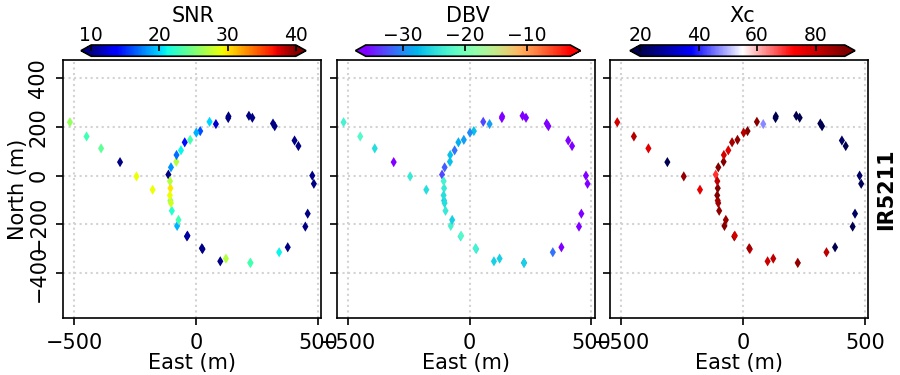 SNR DBV Xc
10 20 30 40 −30 −20 −10 20 40 60 80
400
200
0
−200
−400
North (m)
IR5211
−500 0 500 −500 0 500 −500 0 500
East (m) East (m) East (m)